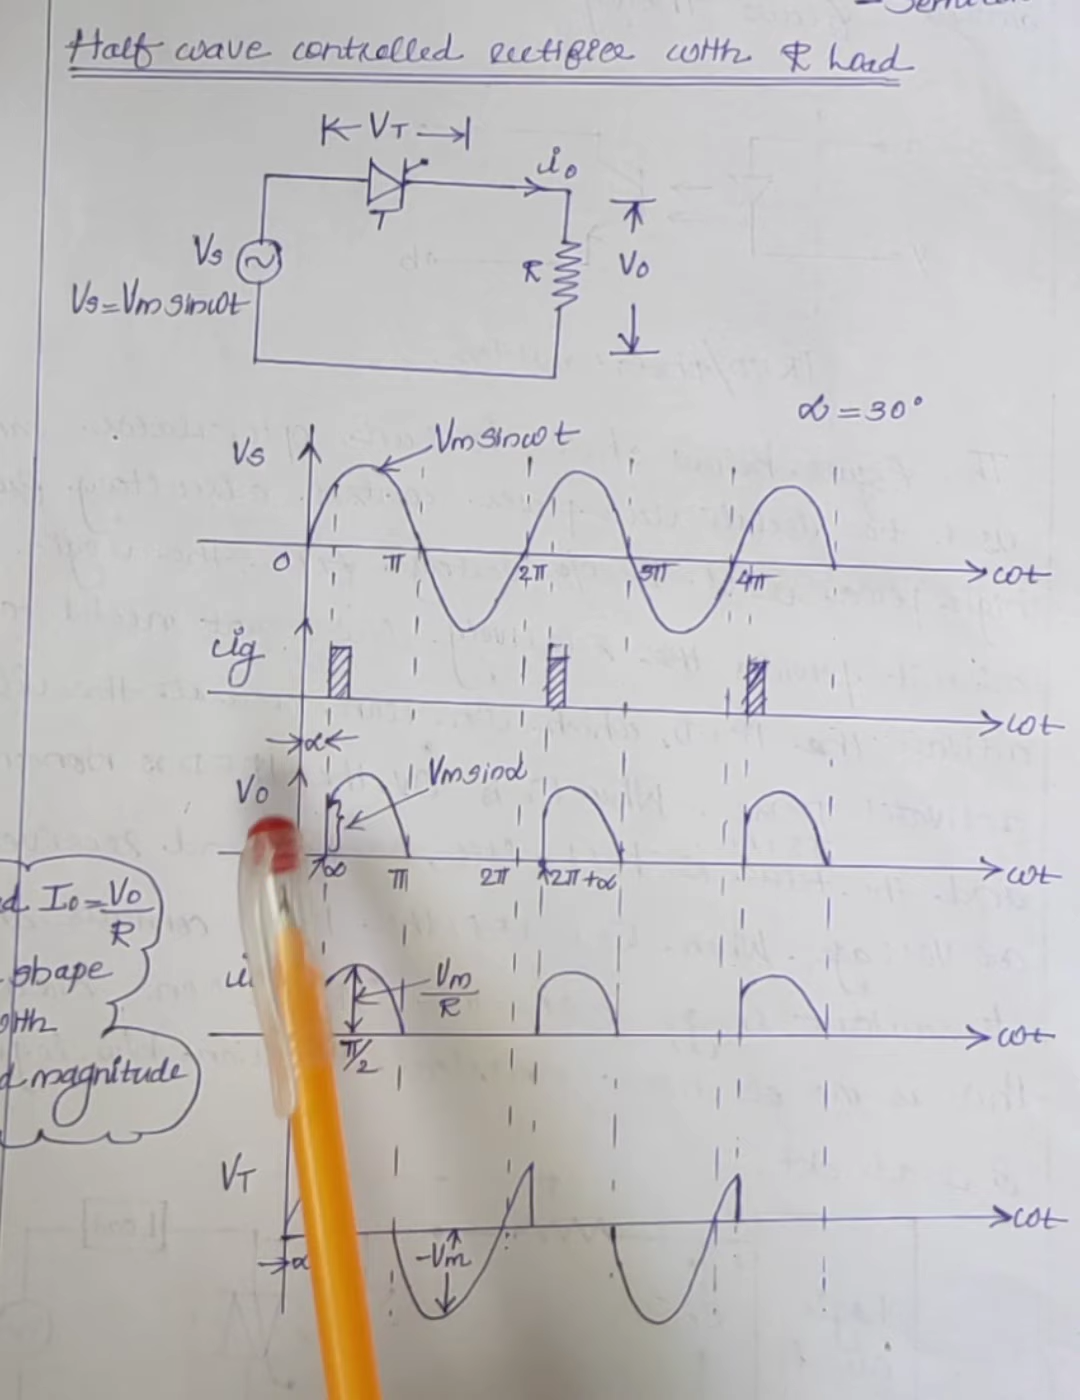 Half wave controlled rectifier with R Load
VT
io
T
Vs
R
Vo
Vs=Vm sinωt
α = 30°
Vs
Vm sinωt
0
π
2π
3π
4π
ωt
ig
ωt
α
Vo
Vm sinα
α
π
2π
2π+α
ωt
I₀=Vo/R
shape
magnitude
i
Vm/R
π/2
ωt
VT
α
-Vm
ωt